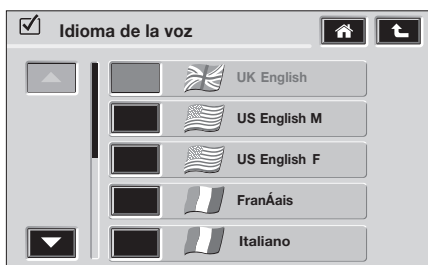 Idioma de la voz
UK English
US English M
US English F
FranÁais
Italiano